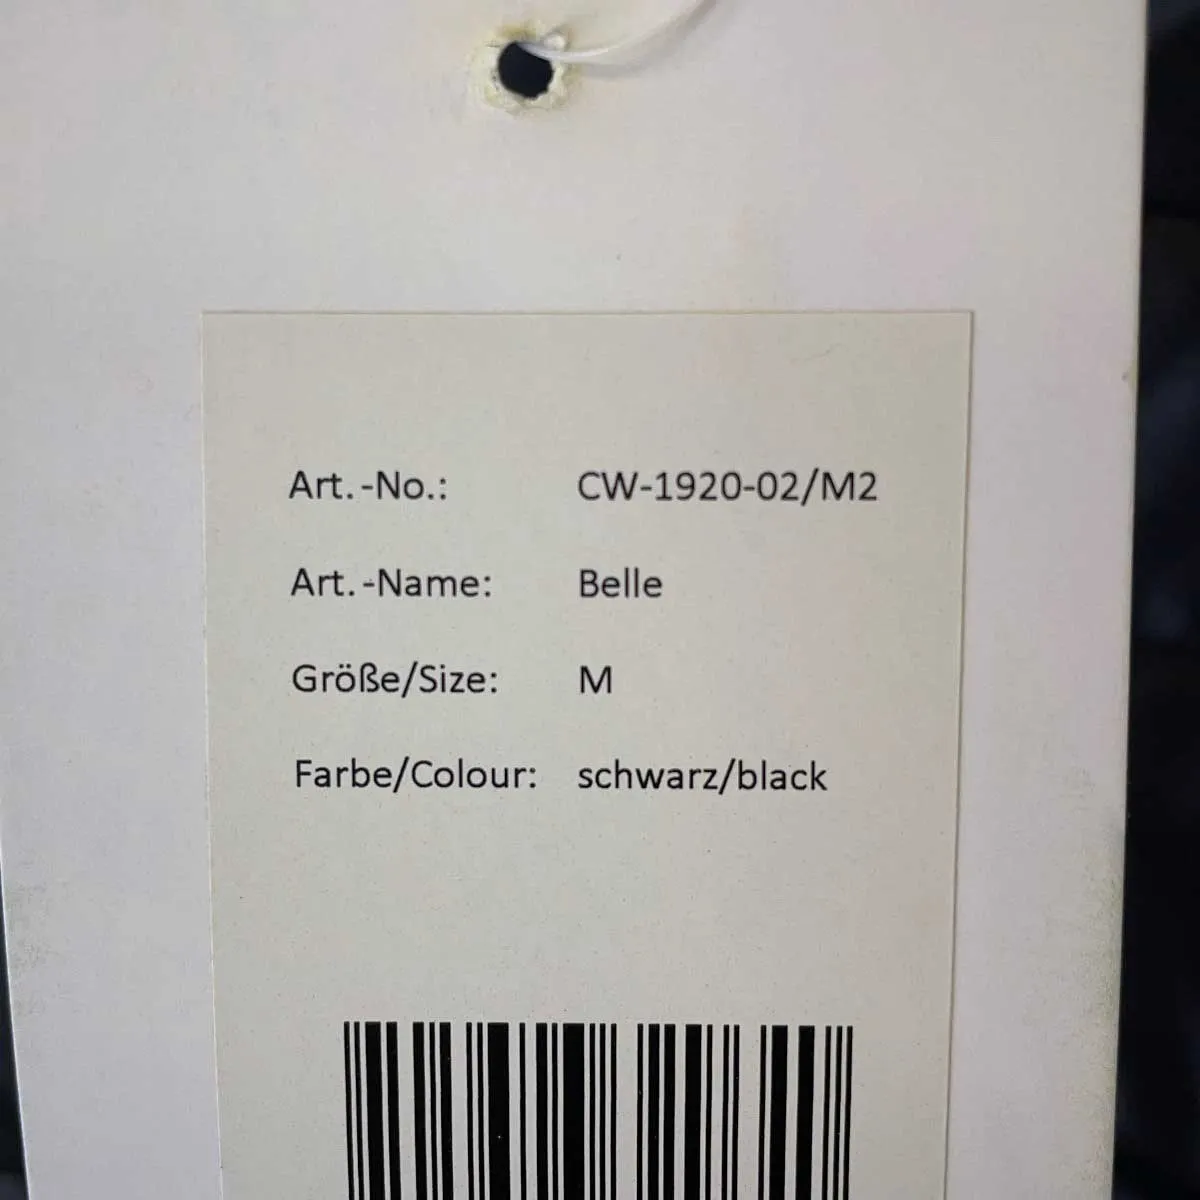 Art.-No.: CW-1920-02/M2
Art.-Name: Belle
Größe/Size: M
Farbe/Colour: schwarz/black